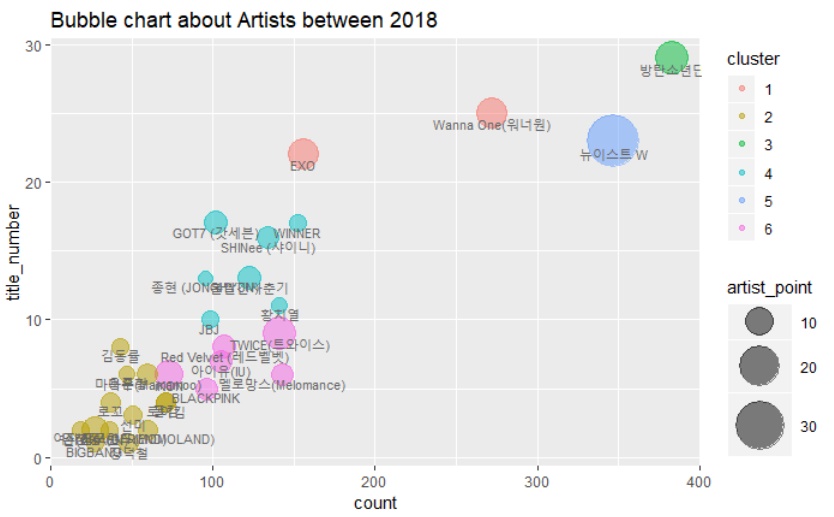 Bubble chart about Artists between 2018
title_number
30
20
10
0
방탄소년단
Wanna One(워너원)
뉴이스트 W
EXO
GOT7 (갓세븐)
WINNER
SHINee (샤이니)
종현
황치열
JBJ
TWICE(트와이스)
Red Velvet (레드벨벳)
아이유(IU)
멜로망스(Melomance)
BLACKPINK
김동률
로꼬
선미
BIGBANG
0
100
200
300
400
count
cluster
1
2
3
4
5
6
artist_point
10
20
30